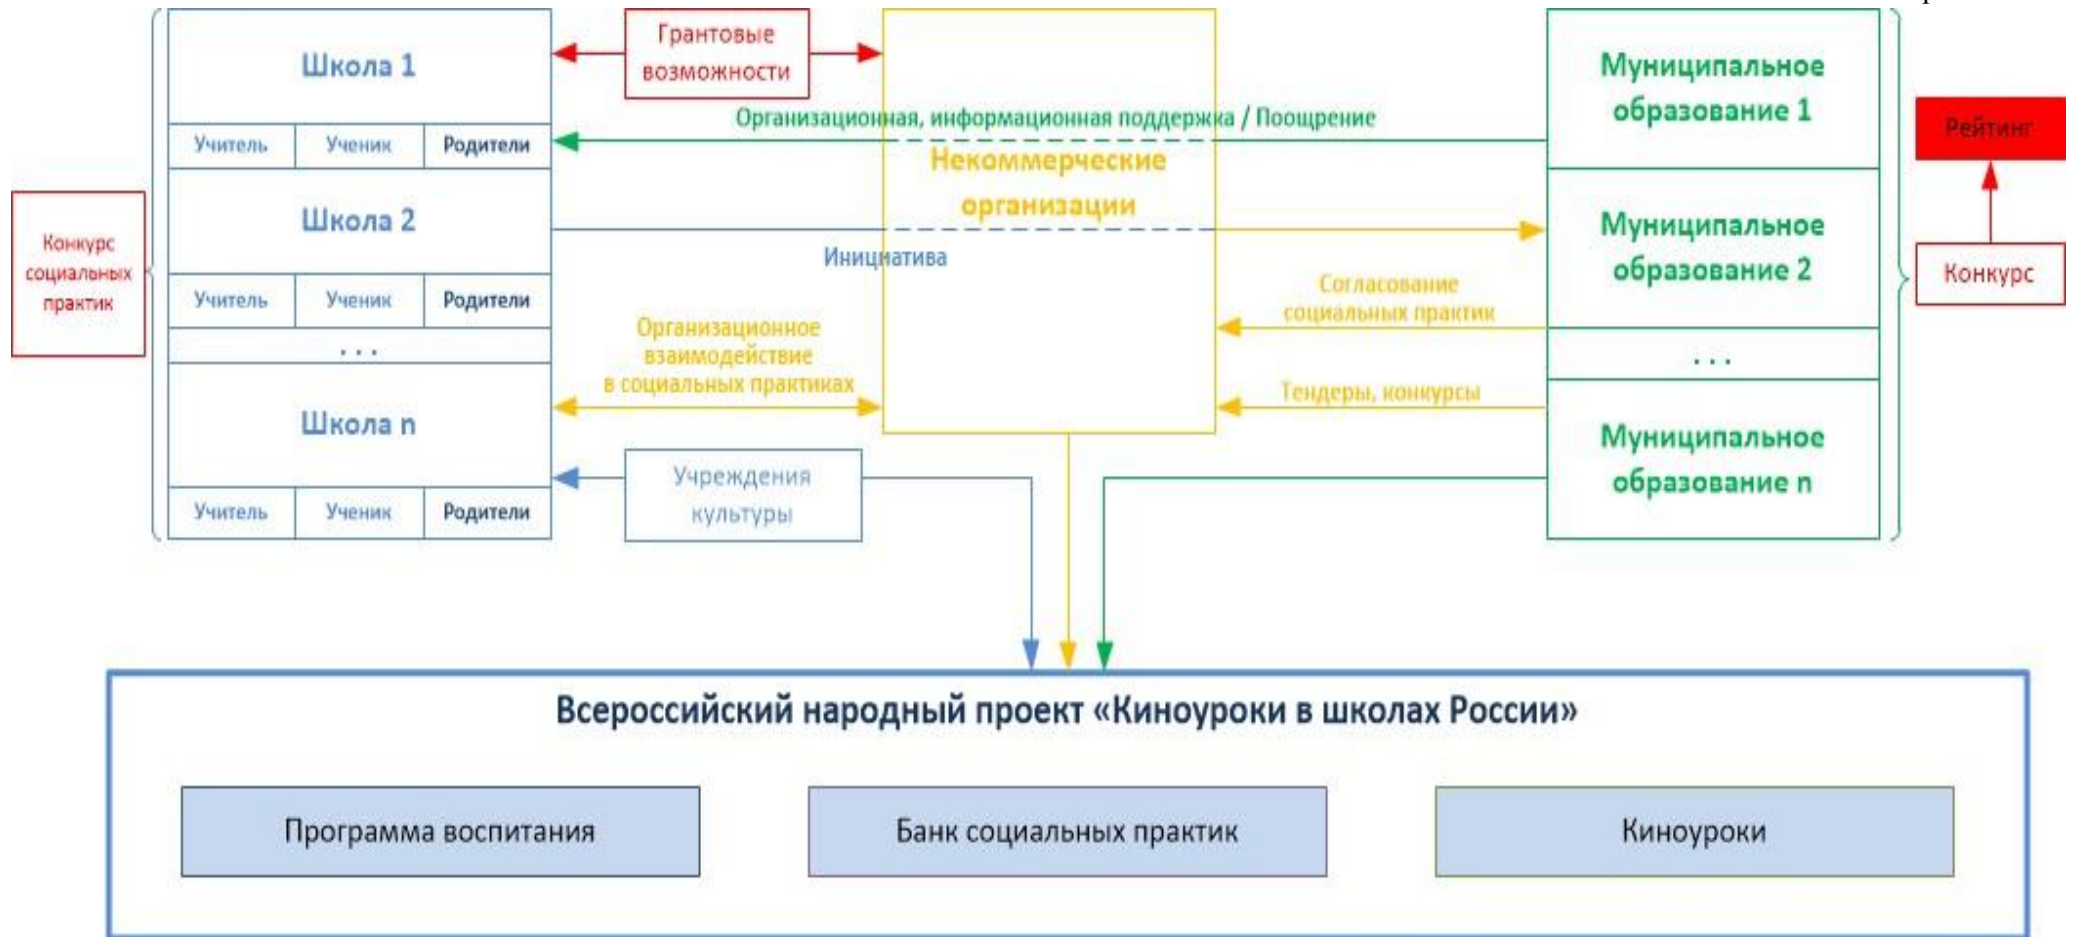 Школа 1
Учитель
Ученик
Родители
Школа 2
Учитель
Ученик
Родители
. . .
Школа n
Учитель
Ученик
Родители
Конкурс
социальных
практик
Грантовые
возможности
Организационная, информационная поддержка / Поощрение
Некоммерческие
организации
Инициатива
Организационное
взаимодействие
в социальных практиках
Согласование
социальных практик
Тендеры, конкурсы
Учреждения
культуры
Муниципальное
образование 1
Муниципальное
образование 2
. . .
Муниципальное
образование n
Рейтинг
Конкурс
Всероссийский народный проект «Киноуроки в школах России»
Программа воспитания
Банк социальных практик
Киноуроки